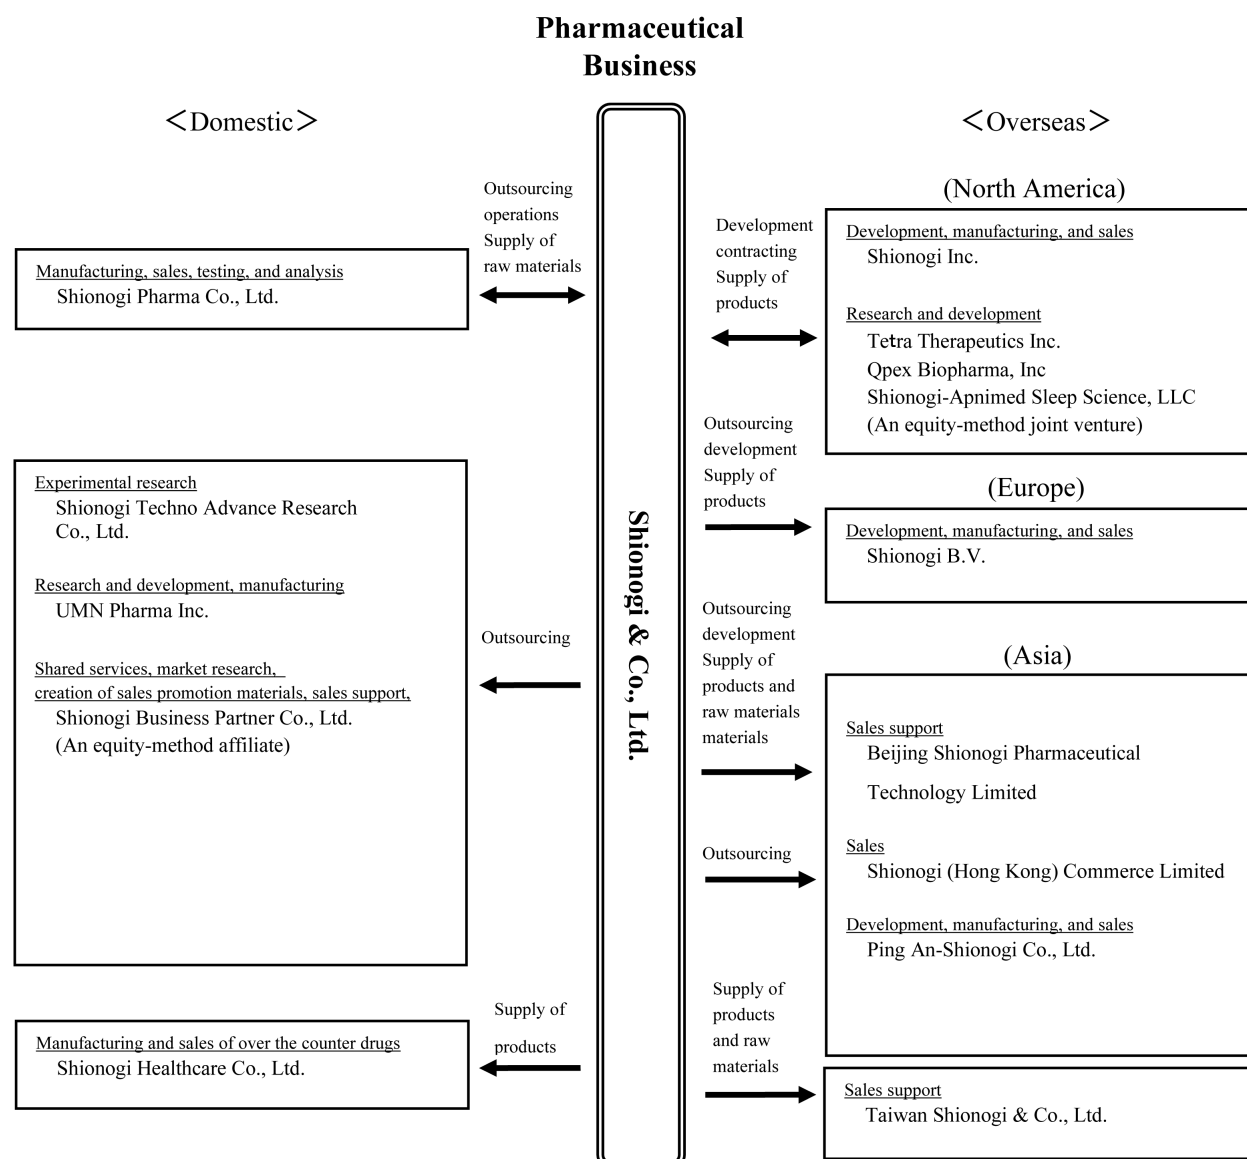 Pharmaceutical
Business
＜Domestic＞
＜Overseas＞
Outsourcing
operations
Supply of
raw materials
Manufacturing, sales, testing, and analysis
Shionogi Pharma Co., Ltd.
Experimental research
Shionogi Techno Advance Research
Co., Ltd.
Research and development, manufacturing
UMN Pharma Inc.
Shared services, market research,
creation of sales promotion materials, sales support,
Shionogi Business Partner Co., Ltd.
(An equity-method affiliate)
Outsourcing
Supply of
products
Manufacturing and sales of over the counter drugs
Shionogi Healthcare Co., Ltd.
Shionogi & Co., Ltd.
(North America)
Development
contracting
Supply of
products
Development, manufacturing, and sales
Shionogi Inc.
Research and development
Tetra Therapeutics Inc.
Qpex Biopharma, Inc
Shionogi-Apnimed Sleep Science, LLC
(An equity-method joint venture)
Outsourcing
development
Supply of
products
(Europe)
Development, manufacturing, and sales
Shionogi B.V.
Outsourcing
development
Supply of
products and
raw materials
materials
(Asia)
Sales support
Beijing Shionogi Pharmaceutical
Technology Limited
Outsourcing
Sales
Shionogi (Hong Kong) Commerce Limited
Development, manufacturing, and sales
Ping An-Shionogi Co., Ltd.
Supply of
products
and raw
materials
Sales support
Taiwan Shionogi & Co., Ltd.